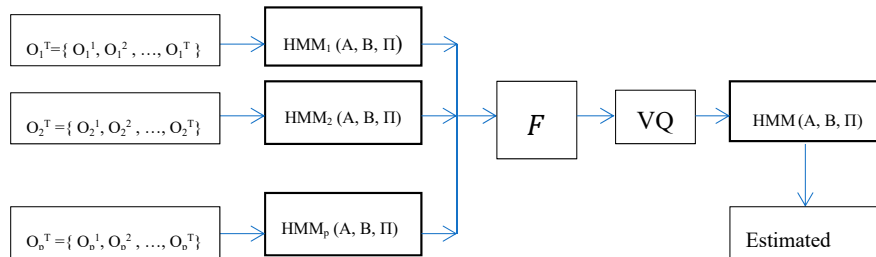 O₁ᵀ={ O₁¹, O₁² , …, O₁ᵀ }
HMM₁ (A, B, Π)
O₂ᵀ={ O₂¹, O₂² , …, O₂ᵀ}
HMM₂ (A, B, Π)
F
VQ
HMM (A, B, Π)
Oₚᵀ ={ Oₚ¹, Oₚ² , …, Oₚᵀ}
HMMₚ (A, B, Π)
Estimated